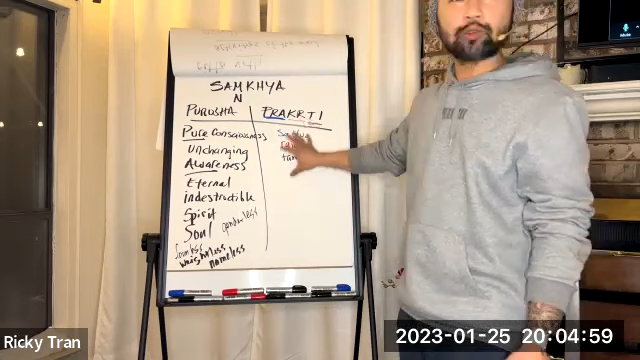 SAMKHYA
N
PURUSHA PRAKRTI
Pure Consciousness
Unchanging
Awareness
Eternal
indestructible
Spirit
Soul genderless
formless
weightless
nameless
Ricky Tran
2023-01-25 20:04:59